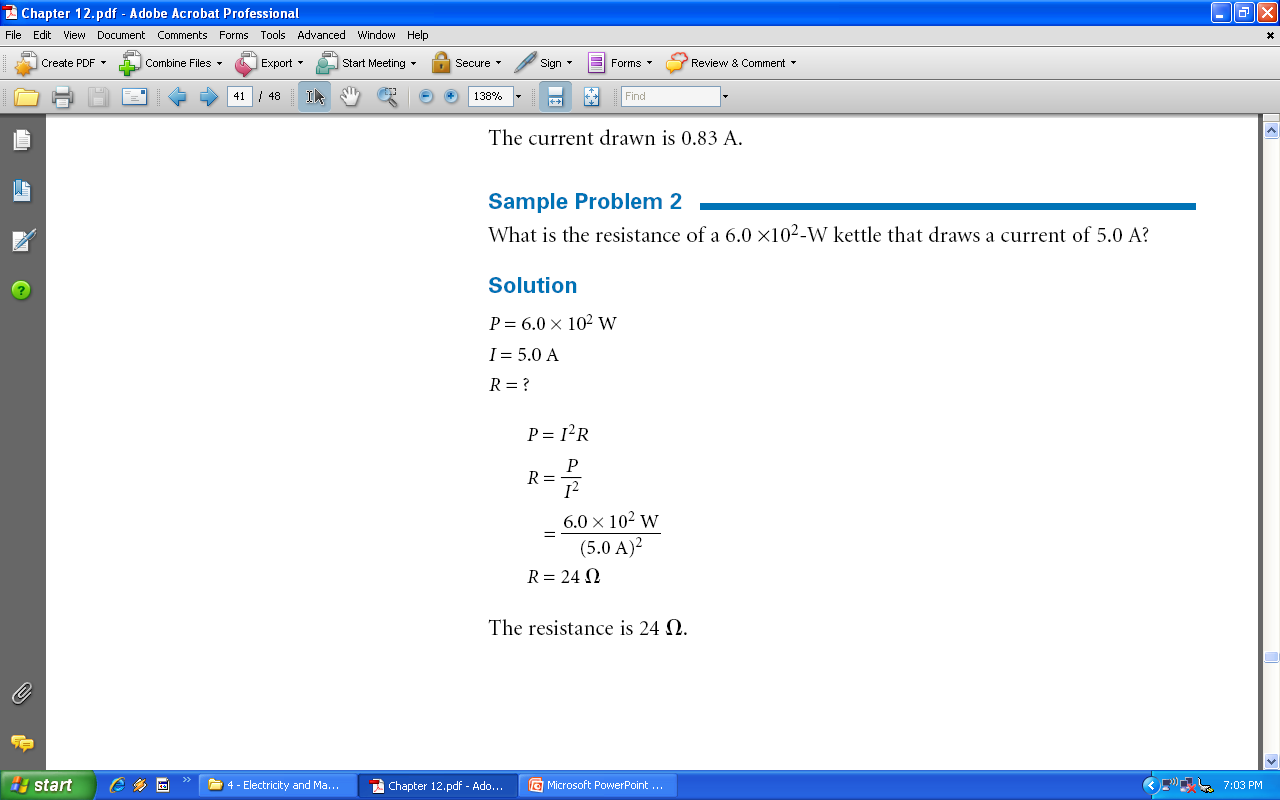 Chapter 12.pdf - Adobe Acrobat Professional
File Edit View Document Comments Forms Tools Advanced Window Help
Create PDF Combine Files Export Start Meeting Secure Sign Forms Review & Comment
41 / 48 138% Find
The current drawn is 0.83 A.
Sample Problem 2
What is the resistance of a 6.0 ×10²-W kettle that draws a current of 5.0 A?
Solution
P = 6.0 × 10² W
I = 5.0 A
R = ?
P = I²R
R = P / I²
= 6.0 × 10² W / (5.0 A)²
R = 24 Ω
The resistance is 24 Ω.
start 4 - Electricity and Ma... Chapter 12.pdf - Ado... Microsoft PowerPoint ... 7:03 PM